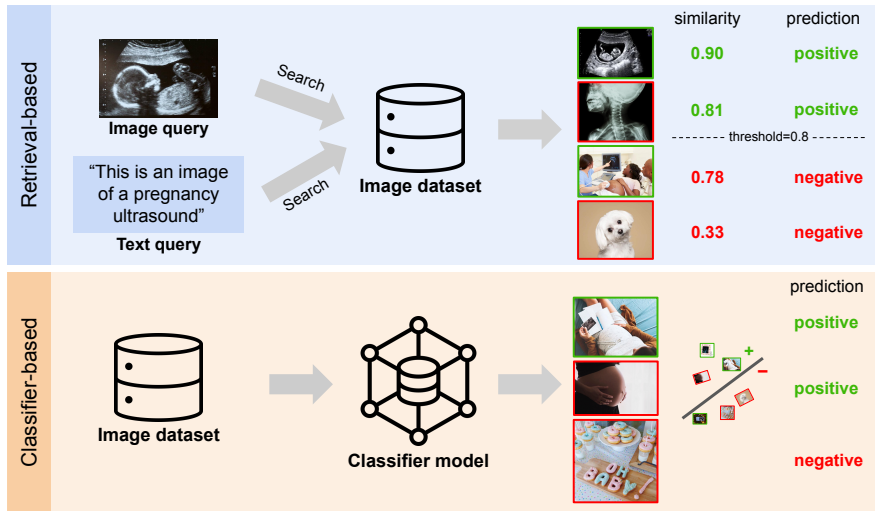 Retrieval-based
Image query
"This is an image
of a pregnancy
ultrasound"
Text query
Search
Search
Image dataset
similarity
prediction
0.90
positive
0.81
positive
threshold=0.8
0.78
negative
0.33
negative
Classifier-based
Image dataset
Classifier model
OH
BABY!
+
−
prediction
positive
positive
negative